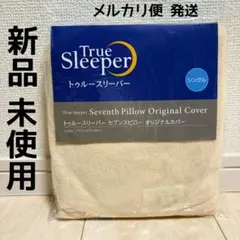 メルカリ便 発送
新品 未使用
True
Sleeper
トゥルースリーパー
シングル
True Sleeper Seventh Pillow Original Cover
トゥルースリーパー セブンスピロー オリジナルカバー